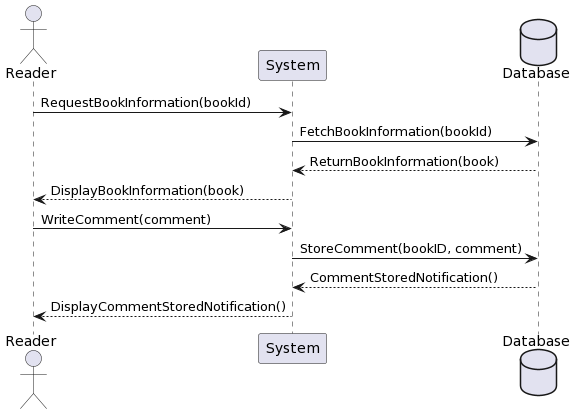 Reader
System
Database
RequestBookInformation(bookId)
FetchBookInformation(bookId)
ReturnBookInformation(book)
DisplayBookInformation(book)
WriteComment(comment)
StoreComment(bookID, comment)
CommentStoredNotification()
DisplayCommentStoredNotification()
Reader
System
Database